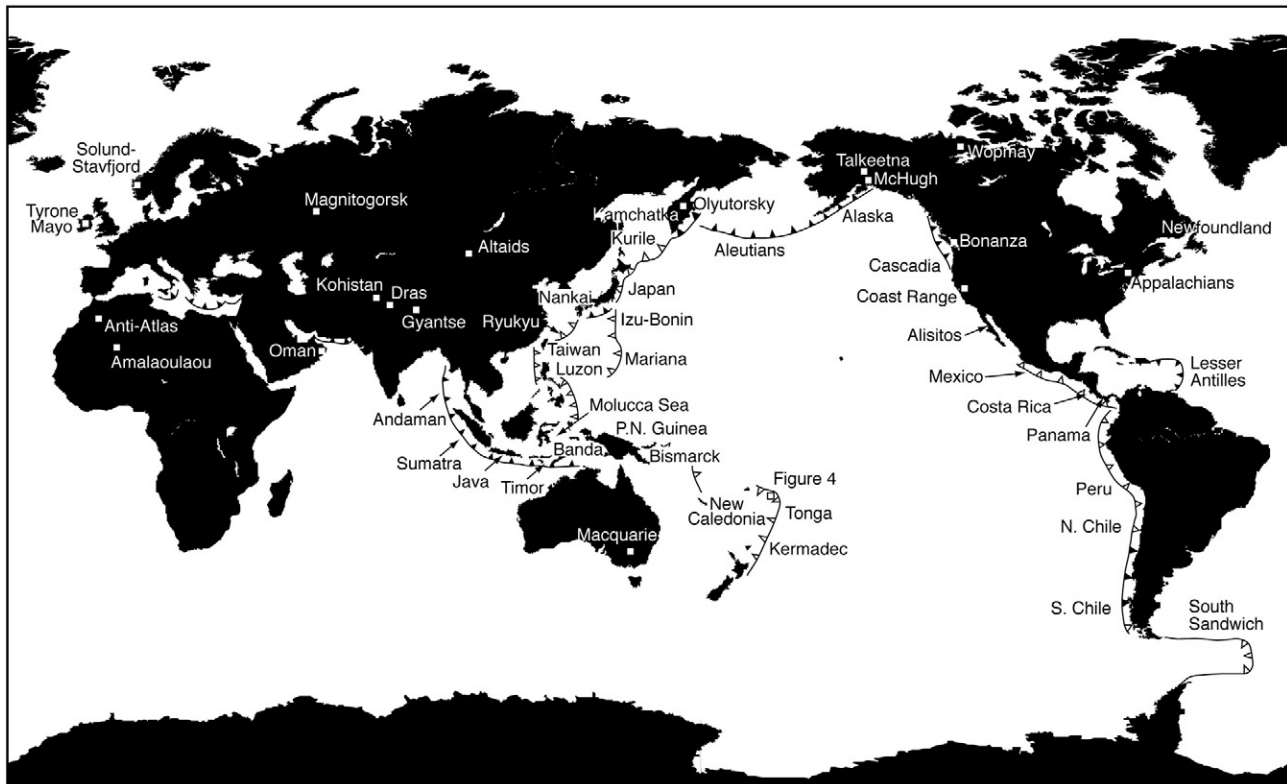 Solund-
Stavfjord
Tyrone
Mayo
Magnitogorsk
Altaids
Kohistan
Dras
Gyantse
Anti-Atlas
Amalaoulaou
Oman
Kamchatka
Olyutorsky
Kurile
Aleutians
Nankai
Japan
Ryukyu
Izu-Bonin
Taiwan
Luzon
Mariana
Andaman
Molucca Sea
P.N. Guinea
Banda
Bismarck
Sumatra
Java
Timor
New
Caledonia
Figure 4
Tonga
Kermadec
Macquarie
Talkeetna
McHugh
Alaska
Wopmay
Bonanza
Cascadia
Coast Range
Alisitos
Newfoundland
Appalachians
Mexico
Costa Rica
Panama
Lesser
Antilles
Peru
N. Chile
S. Chile
South
Sandwich